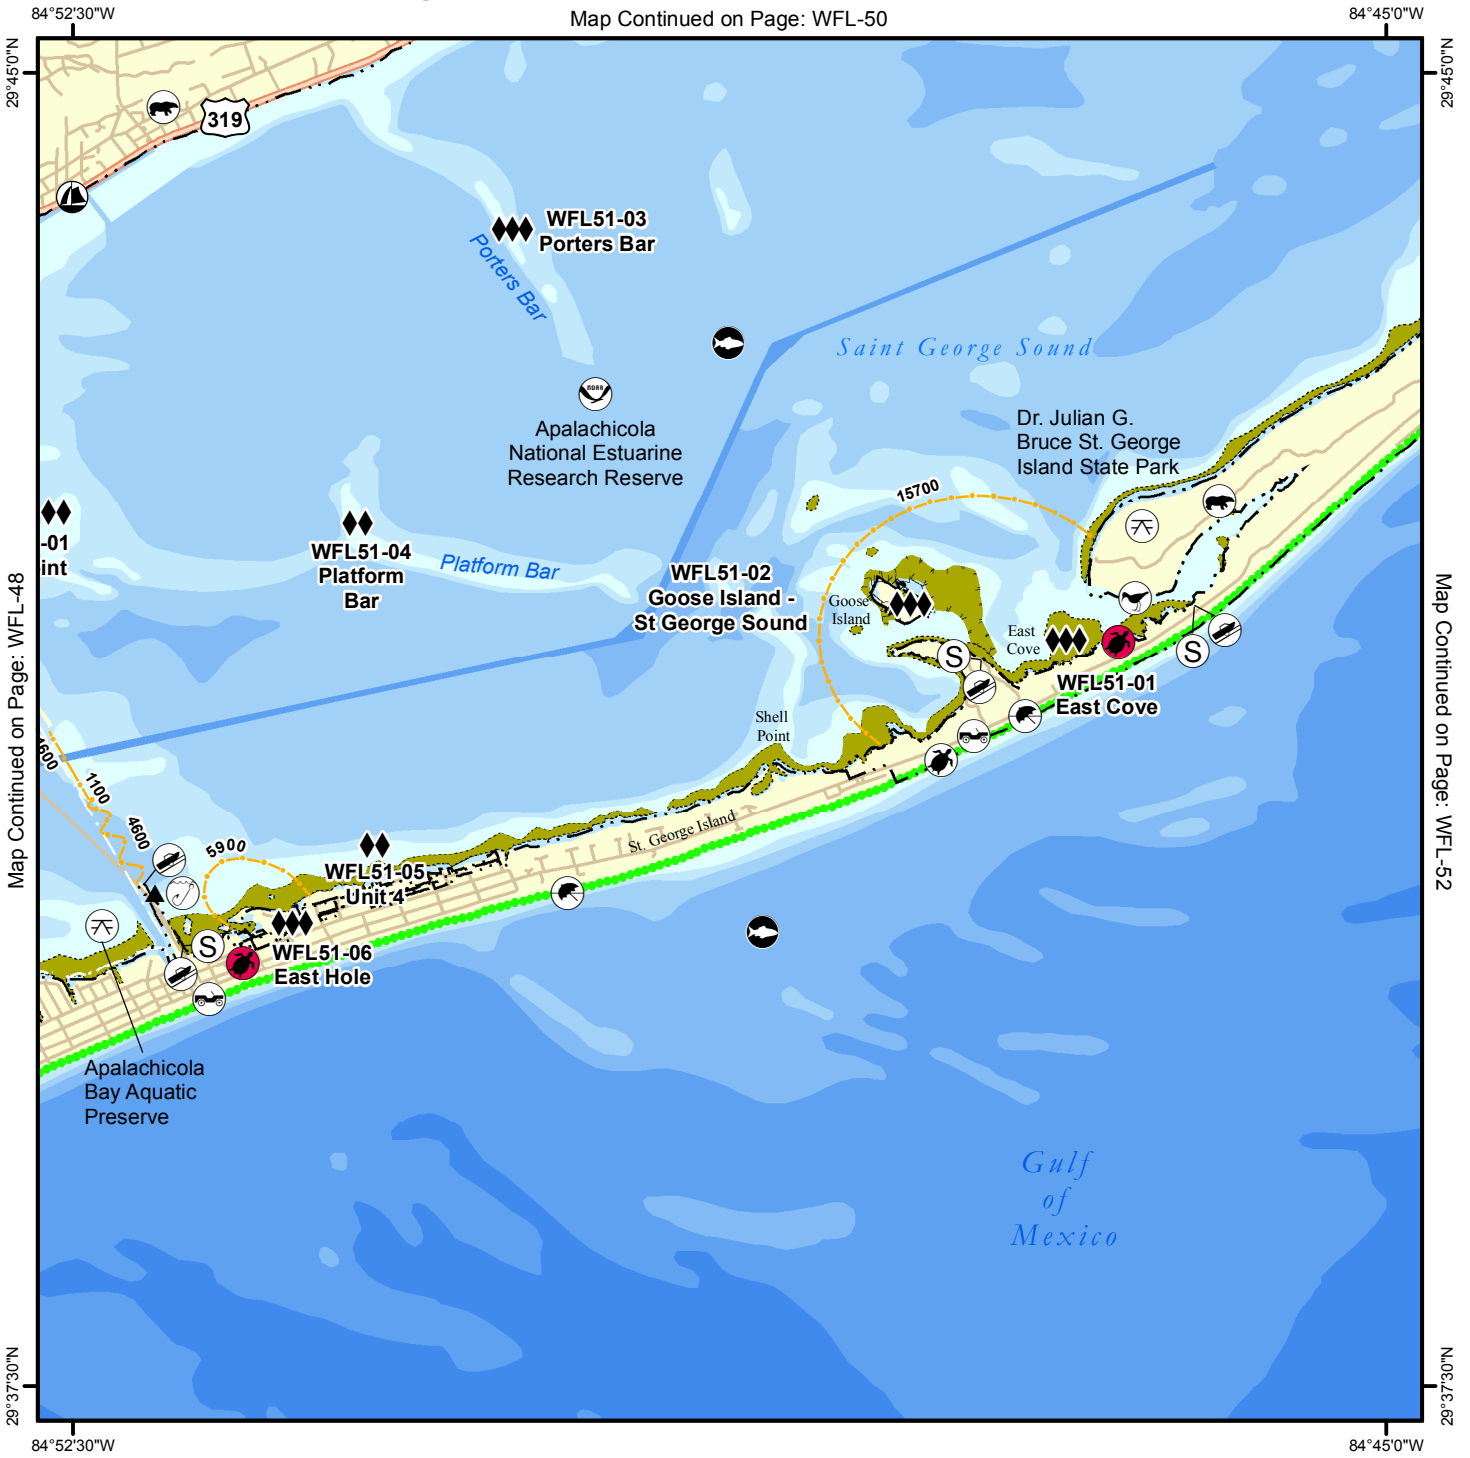 84°52'30"W
Map Continued on Page: WFL-50
84°45'0"W
29°45'0"N
29°45'0"N
319
WFL51-03
Porters Bar
Porters Bar
Saint George Sound
NOAA
Apalachicola
National Estuarine
Research Reserve
Dr. Julian G.
Bruce St. George
Island State Park
15700
-01
int
WFL51-04
Platform
Bar
Platform Bar
WFL51-02
Goose Island -
St George Sound
Goose
Island
East
Cove
S
S
WFL51-01
East Cove
Shell
Point
Map Continued on Page: WFL-48
Map Continued on Page: WFL-52
4600
1100
4600
5900
St. George Island
WFL51-05
Unit 4
S
WFL51-06
East Hole
Apalachicola
Bay Aquatic
Preserve
Gulf
of
Mexico
29°37'30"N
29°37'30"N
84°52'30"W
84°45'0"W